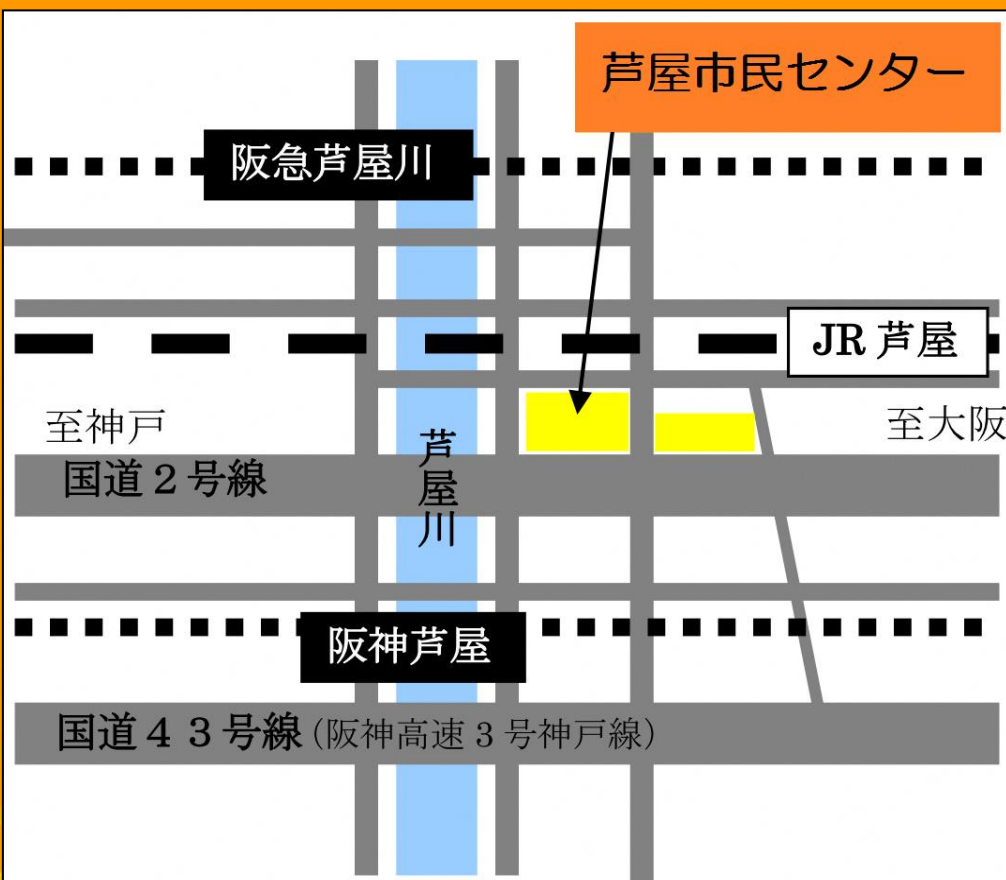 芦屋市民センター
阪急芦屋川
JR 芦屋
至神戸
至大阪
国道2号線
芦屋川
阪神芦屋
国道43号線(阪神高速3号神戸線)